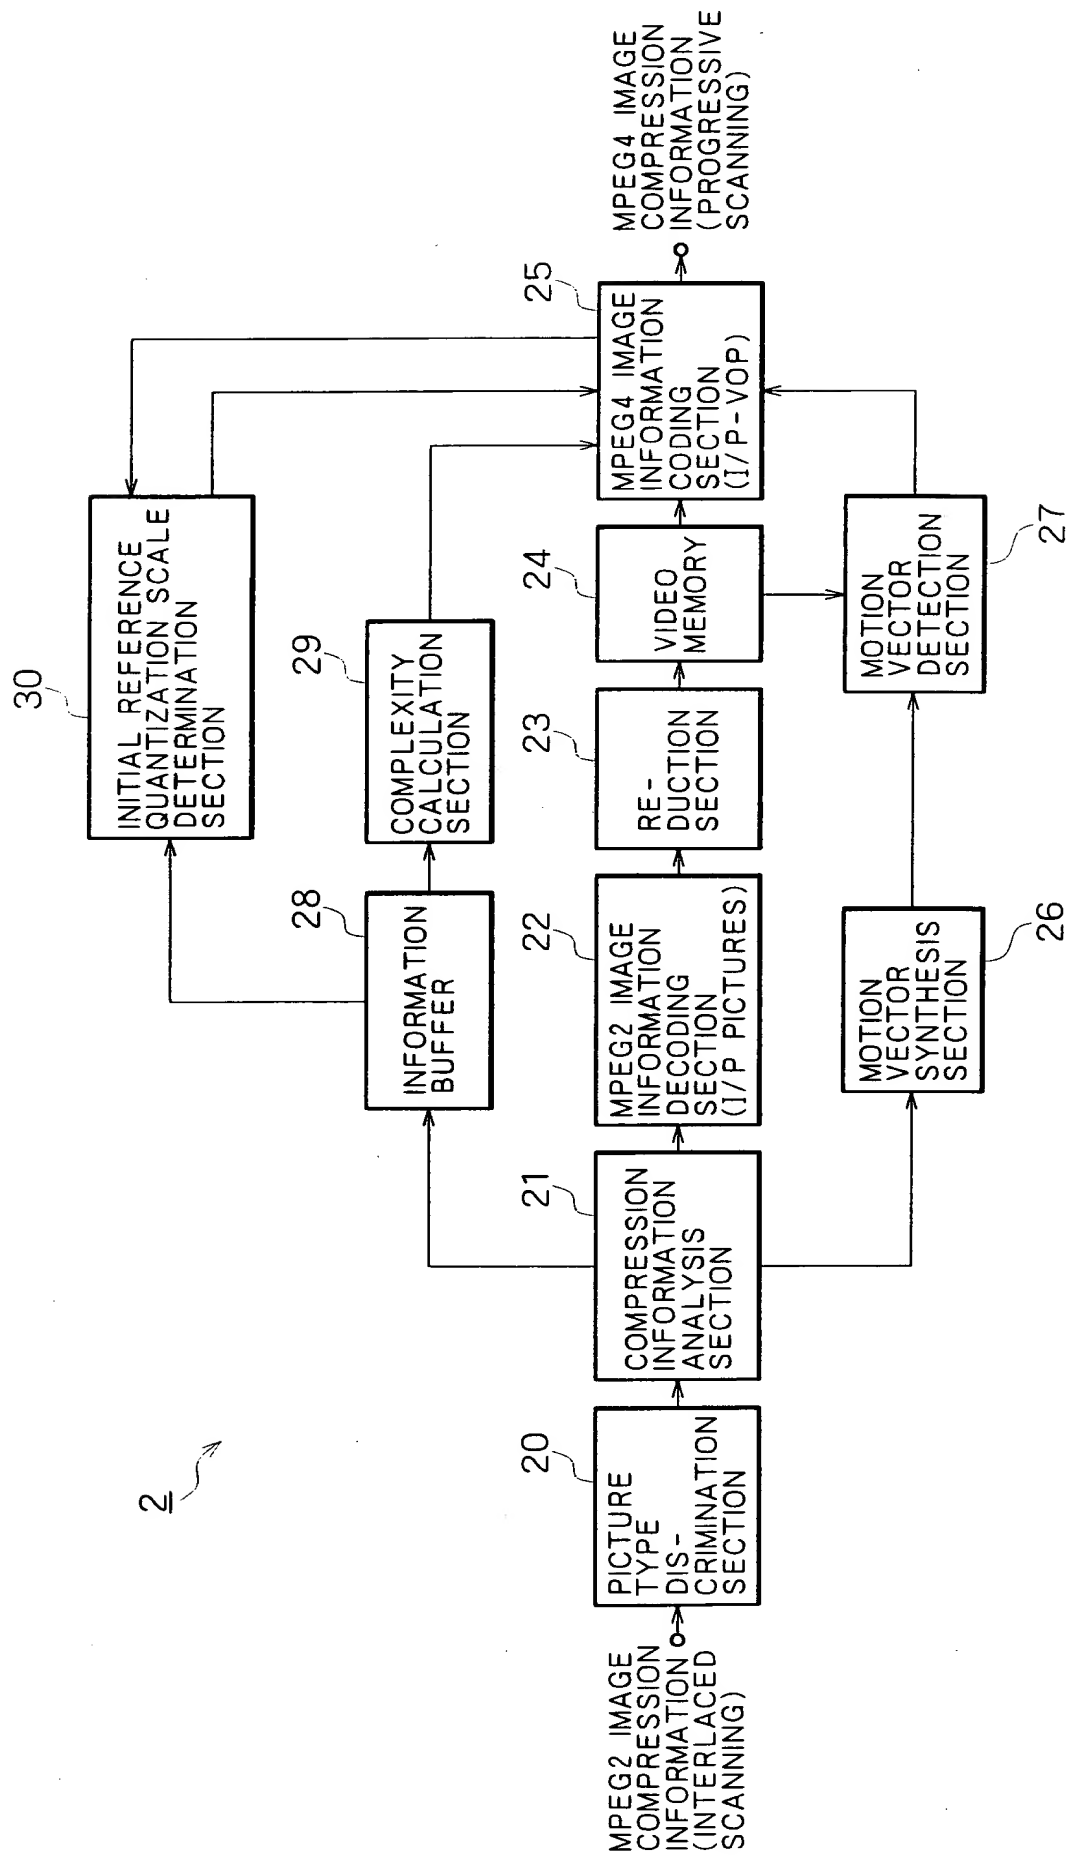 2
30
INITIAL REFERENCE
QUANTIZATION SCALE
DETERMINATION
SECTION
28
INFORMATION
BUFFER
29
COMPLEXITY
CALCULATION
SECTION
MPEG2 IMAGE
COMPRESSION
INFORMATION
(INTERLACED
SCANNING)
20
PICTURE
TYPE
DIS-
CRIMINATION
SECTION
21
COMPRESSION
INFORMATION
ANALYSIS
SECTION
22
MPEG2 IMAGE
INFORMATION
DECODING
SECTION
(I/P PICTURES)
23
RE-
DUCTION
SECTION
24
VIDEO
MEMORY
25
MPEG4 IMAGE
INFORMATION
CODING
SECTION
(I/P-VOP)
MPEG4 IMAGE
COMPRESSION
INFORMATION
(PROGRESSIVE
SCANNING)
MOTION
VECTOR
SYNTHESIS
SECTION
26
MOTION
VECTOR
DETECTION
SECTION
27